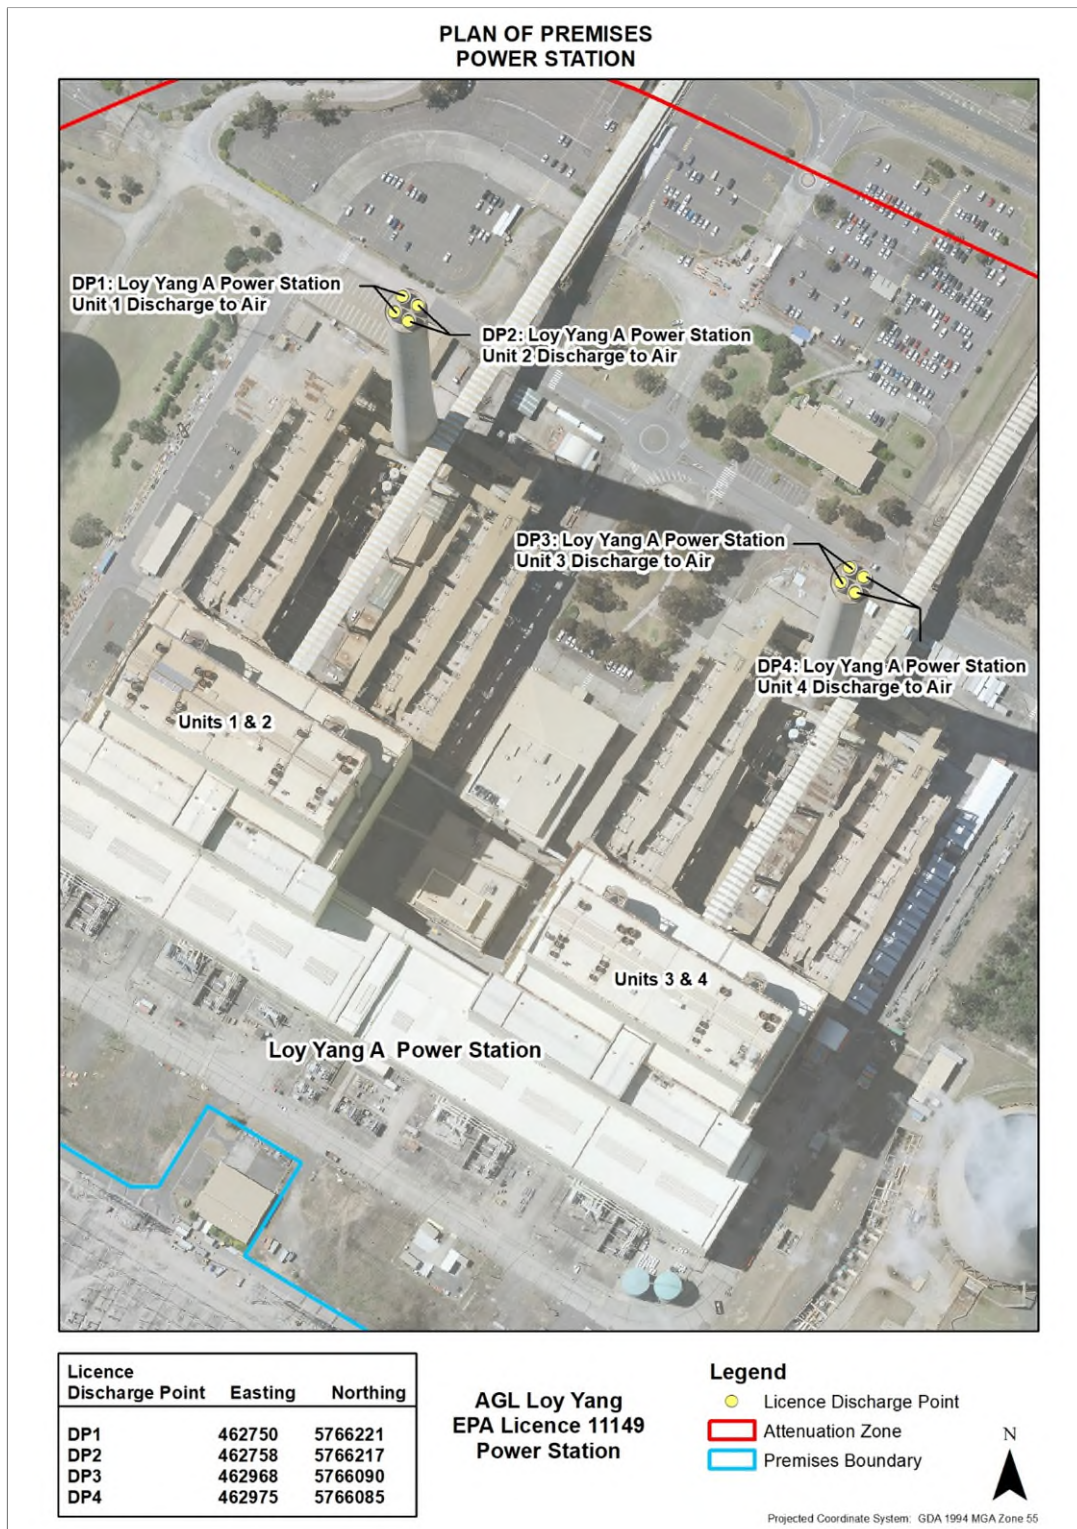 PLAN OF PREMISES
POWER STATION
DP1: Loy Yang A Power Station
Unit 1 Discharge to Air
DP2: Loy Yang A Power Station
Unit 2 Discharge to Air
DP3: Loy Yang A Power Station
Unit 3 Discharge to Air
DP4: Loy Yang A Power Station
Unit 4 Discharge to Air
Units 1 & 2
Units 3 & 4
Loy Yang A Power Station
Licence
Discharge Point Easting Northing
DP1 462750 5766221
DP2 462758 5766217
DP3 462968 5766090
DP4 462975 5766085
AGL Loy Yang
EPA Licence 11149
Power Station
Legend
Licence Discharge Point
Attenuation Zone
Premises Boundary
N
Projected Coordinate System: GDA 1994 MGA Zone 55